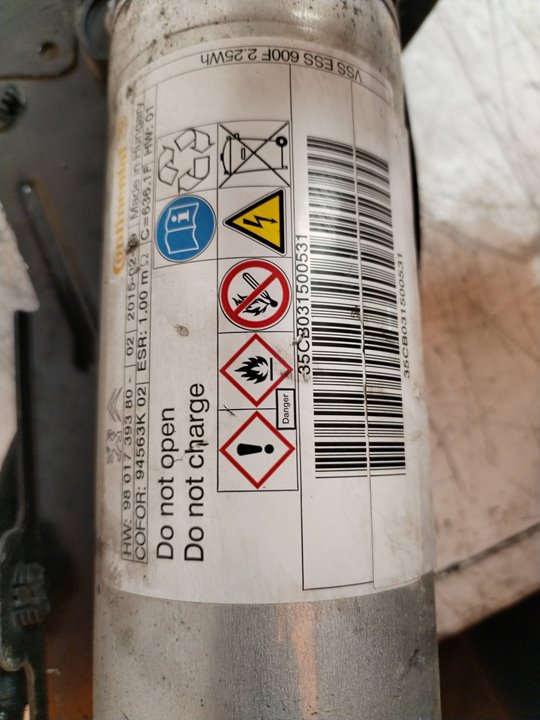 VSS ESS 600F 2.25Wh
Continental
Made in Hungary
HW: 98 017 393 80 - 02 2015-02
COFOR: 94563K 02 ESR: 1.00 mΩ C=636.1F HW: 01
Do not open
Do not charge
Danger
35CB031500531
35CB031500531